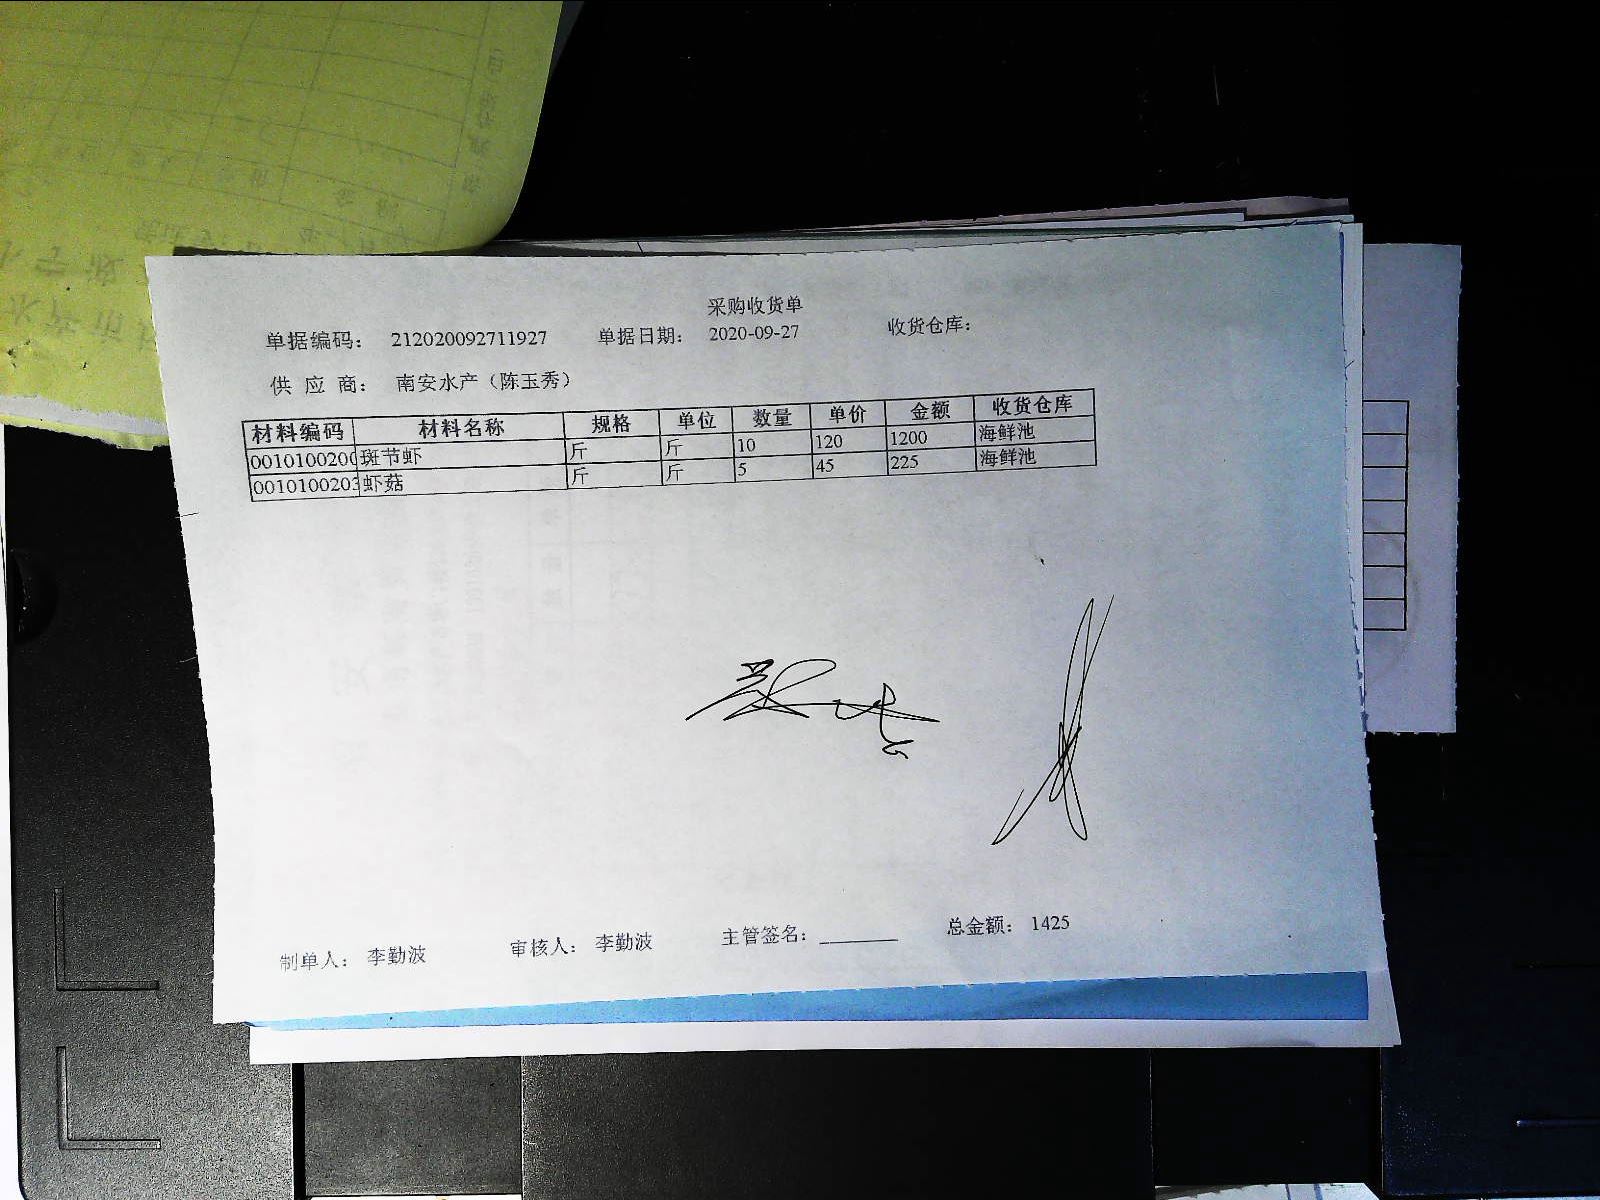 采购收货单
单据编码： 212020092711927 单据日期： 2020-09-27 收货仓库：
供 应 商： 南安水产（陈玉秀）
材料编码 材料名称 规格 单位 数量 单价 金额 收货仓库
0010100200 斑节虾 斤 斤 10 120 1200 海鲜池
0010100203 虾菇 斤 斤 5 45 225 海鲜池
制单人： 李勤波 审核人： 李勤波 主管签名：________ 总金额： 1425